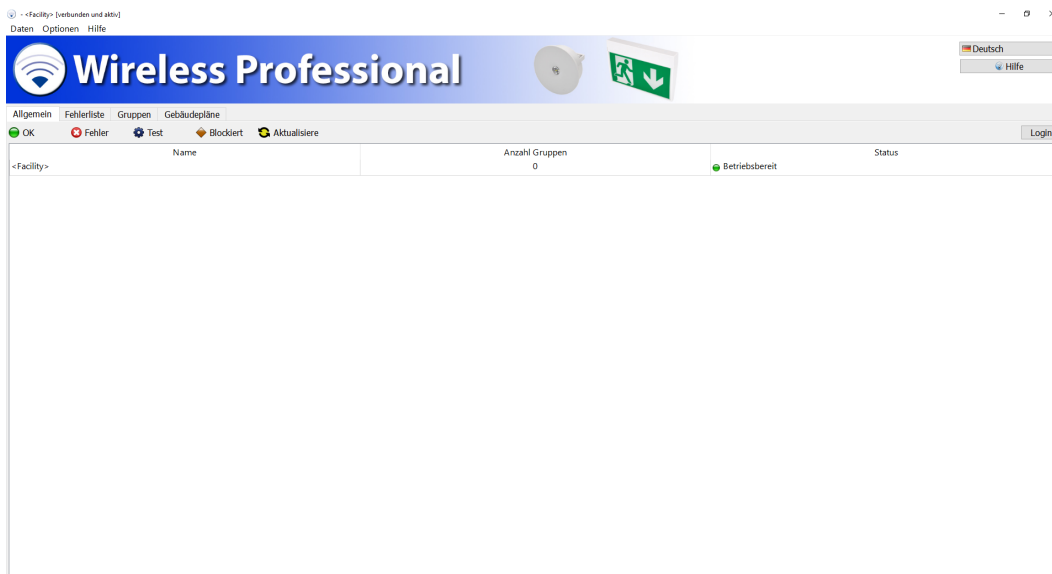 - <Facility> [verbunden und aktiv]
Daten Optionen Hilfe
Wireless Professional
Deutsch
Hilfe
Allgemein Fehlerliste Gruppen Gebäudepläne
OK Fehler Test Blockiert Aktualisiere Login
Name Anzahl Gruppen Status
<Facility> 0 Betriebsbereit